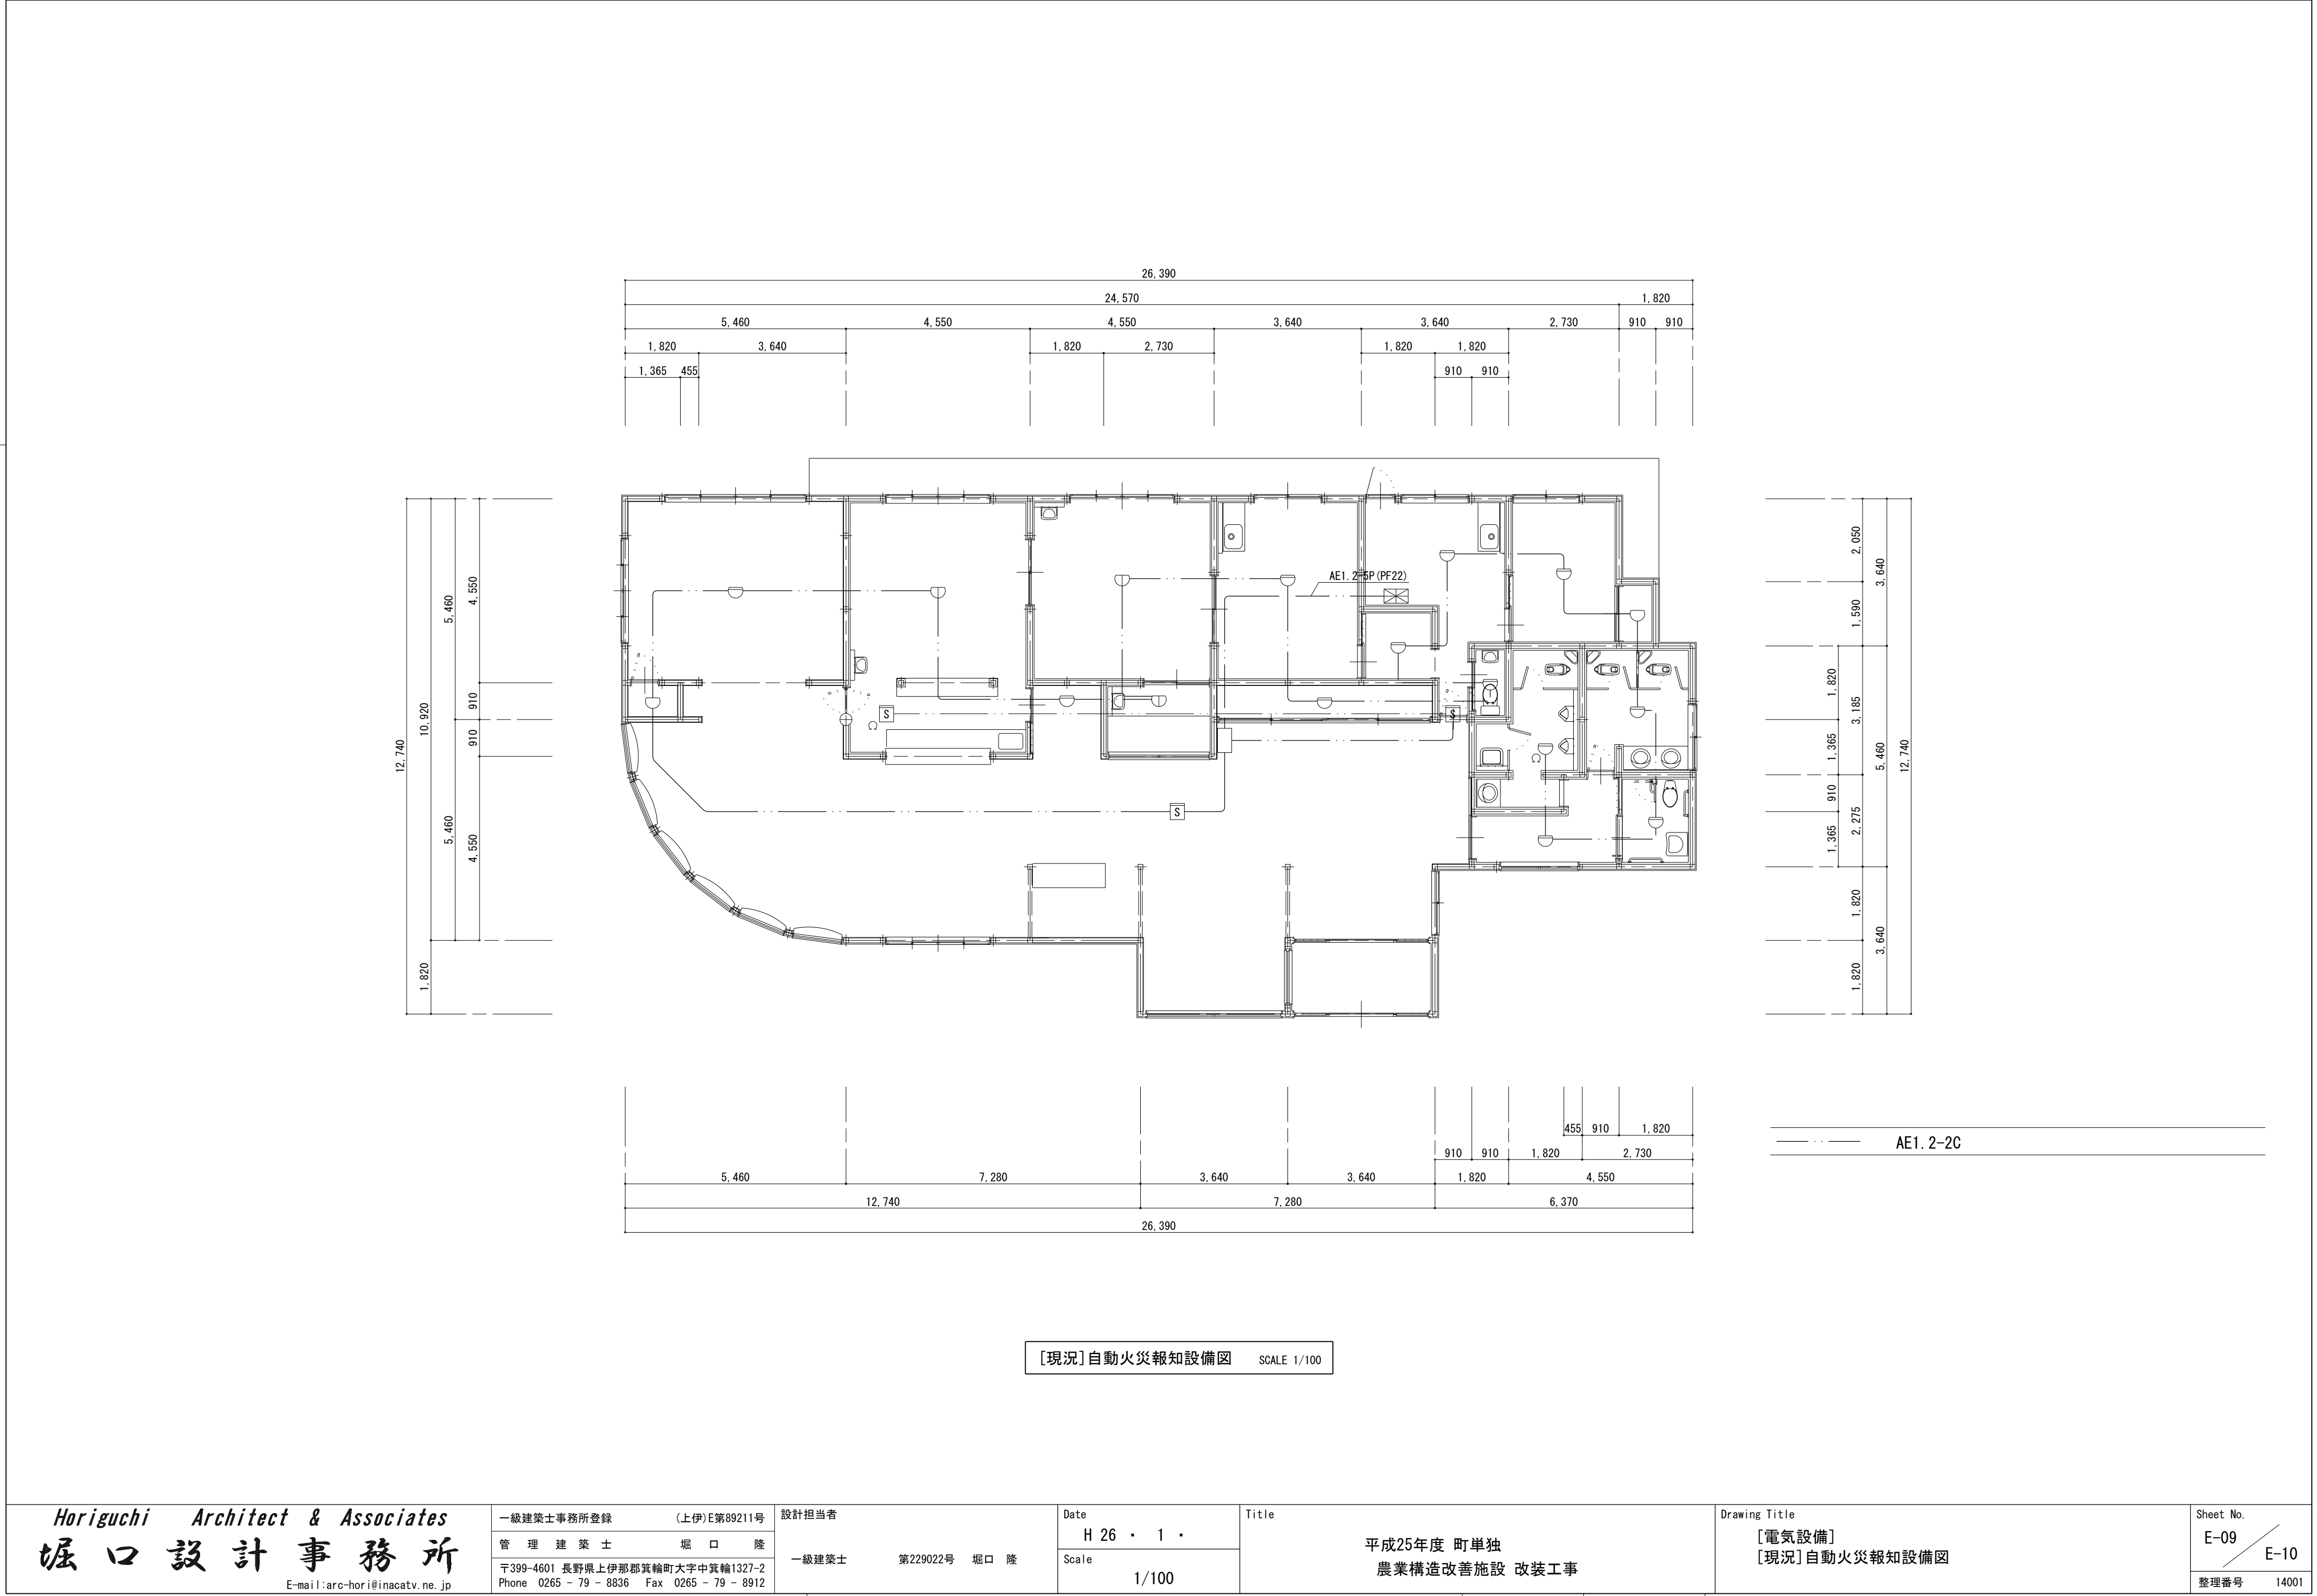 26,390
24,570
1,820
5,460
4,550
4,550
3,640
3,640
2,730
910
910
1,820
3,640
1,820
2,730
1,820
1,820
1,365
455
910
910
12,740
10,920
1,820
5,460
5,460
4,550
910
910
4,550
AE1.2-5P(PF22)
S
S
S
2,050
1,590
3,640
1,820
3,185
1,365
5,460
12,740
910
2,275
1,365
1,820
3,640
1,820
455
910
1,820
910
910
1,820
2,730
5,460
7,280
3,640
3,640
1,820
4,550
12,740
7,280
6,370
26,390
AE1.2-2C
[現況]自動火災報知設備図 SCALE 1/100
Horiguchi Architect & Associates
堀口設計事務所
E-mail:arc-hori@inacatv.ne.jp
一級建築士事務所登録 (上伊)E第89211号
管理建築士 堀口 隆
〒399-4601 長野県上伊那郡箕輪町大字中箕輪1327-2
Phone 0265 - 79 - 8836 Fax 0265 - 79 - 8912
設計担当者
一級建築士 第229022号 堀口 隆
Date
H 26 ・ 1 ・
Scale
1/100
Title
平成25年度 町単独
農業構造改善施設 改装工事
Drawing Title
[電気設備]
[現況]自動火災報知設備図
Sheet No.
E-09
E-10
整理番号 14001